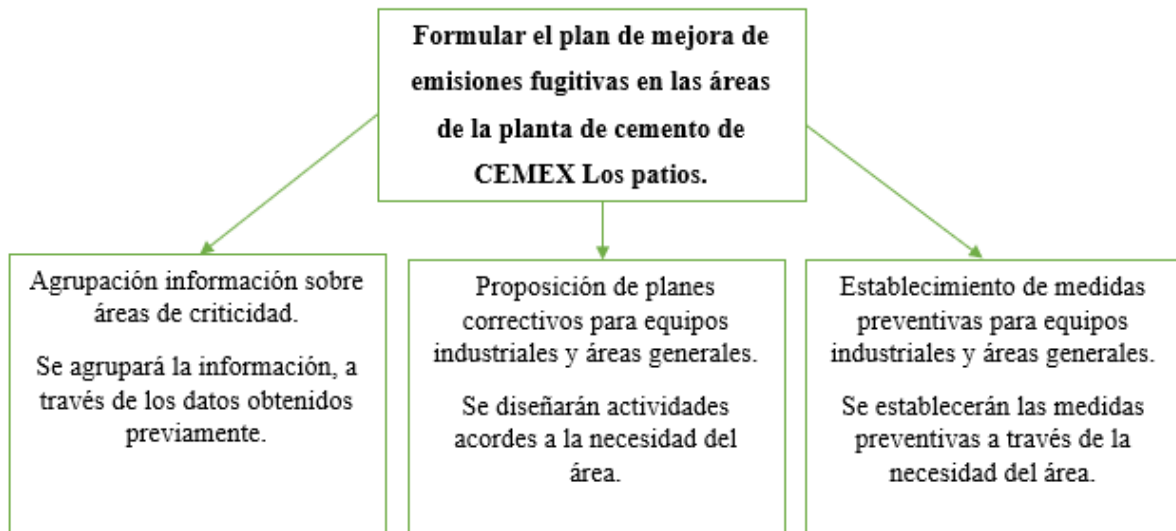 Formular el plan de mejora de
emisiones fugitivas en las áreas
de la planta de cemento de
CEMEX Los patios.
Agrupación información sobre
áreas de criticidad.
Se agrupará la información, a
través de los datos obtenidos
previamente.
Proposición de planes
correctivos para equipos
industriales y áreas generales.
Se diseñarán actividades
acordes a la necesidad del
área.
Establecimiento de medidas
preventivas para equipos
industriales y áreas generales.
Se establecerán las medidas
preventivas a través de la
necesidad del área.